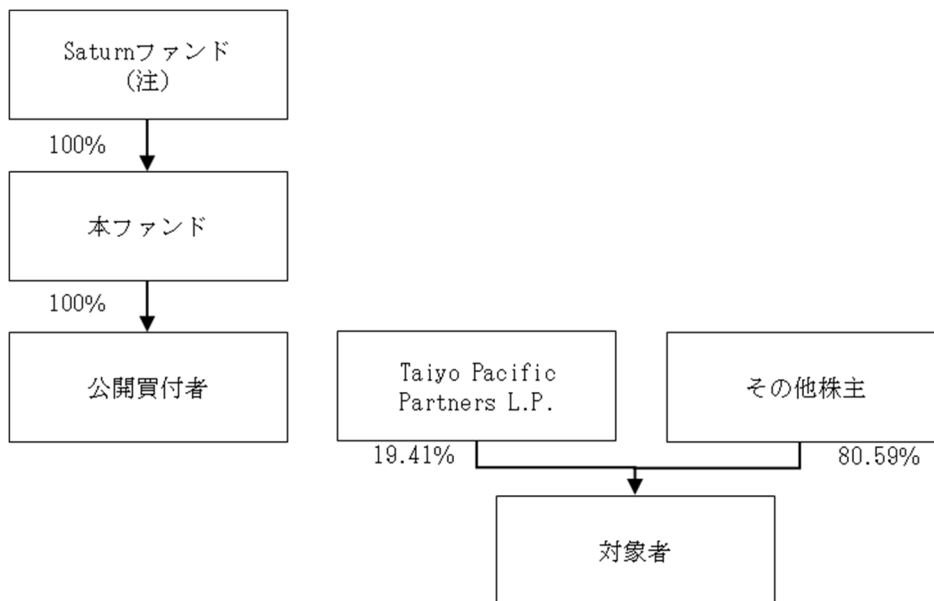 Saturnファンド
(注)
100%
本ファンド
100%
公開買付者
Taiyo Pacific
Partners L.P.
その他株主
19.41%
80.59%
対象者